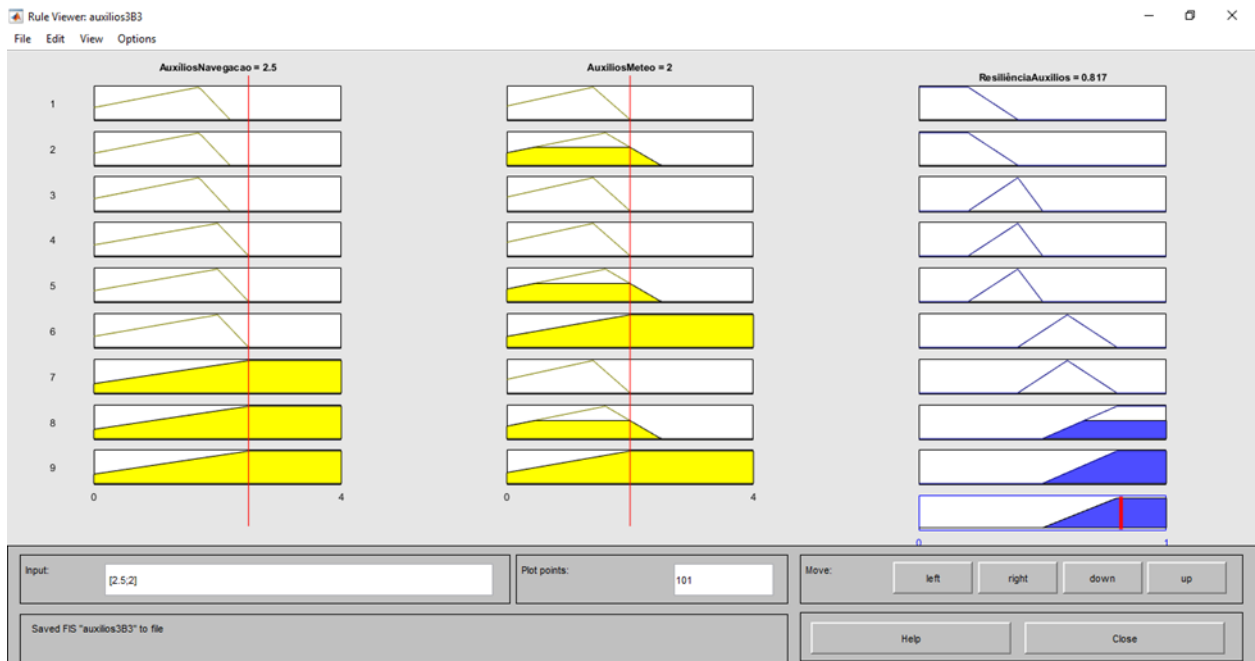 Rule Viewer: auxilios3B3
File Edit View Options
AuxíliosNavegacao = 2.5
AuxiliosMeteo = 2
ResiliênciaAuxilios = 0.817
1
2
3
4
5
6
7
8
9
0 4
0 4
0 1
Input:
[2.5;2]
Plot points:
101
Move:
left right down up
Saved FIS "auxilios3B3" to file
Help Close